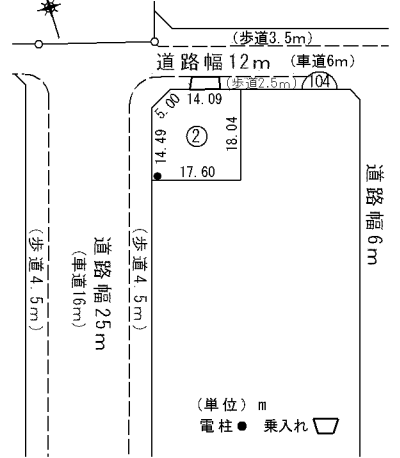 (歩道3.5m)
道路幅12m (車道6m)
(歩道2.5m) 104
5.00 14.09
14.49 ② 18.04
17.60
道路幅6m
(歩道4.5m)
道路幅25m
(車道16m)
(歩道4.5m)
(単位) m
電柱● 乗入れ